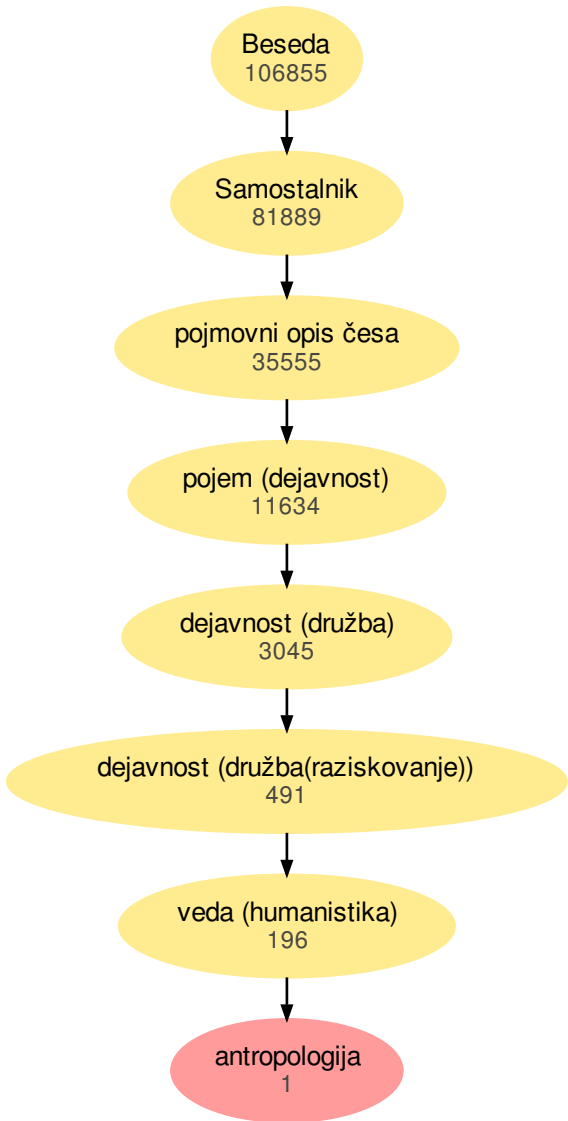 Beseda
106855
Samostalnik
81889
pojmovni opis česa
35555
pojem (dejavnost)
11634
dejavnost (družba)
3045
dejavnost (družba(raziskovanje))
491
veda (humanistika)
196
antropologija
1